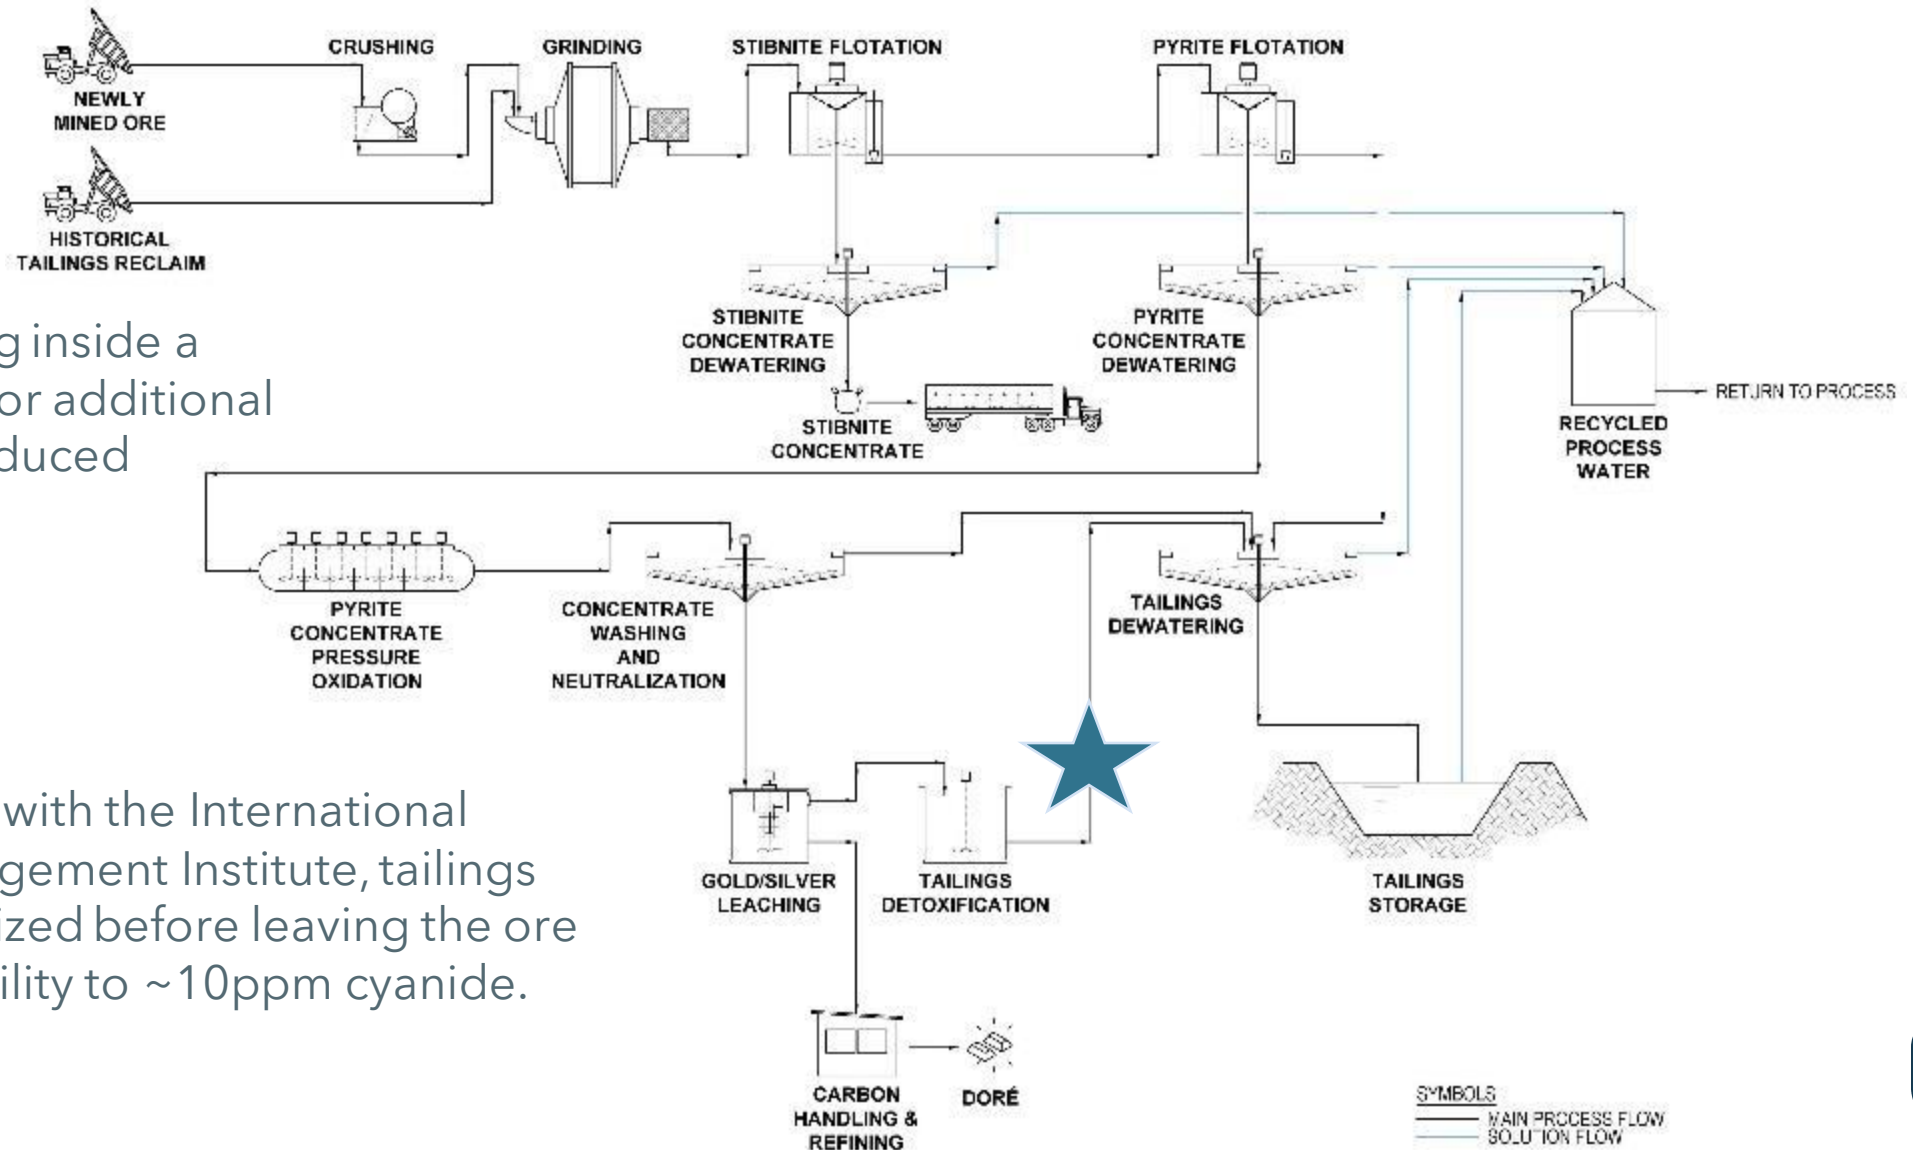 CRUSHING
GRINDING
STIBNITE FLOTATION
PYRITE FLOTATION
NEWLY
MINED ORE
HISTORICAL
TAILINGS RECLAIM
g inside a
or additional
duced
STIBNITE
CONCENTRATE
DEWATERING
PYRITE
CONCENTRATE
DEWATERING
STIBNITE
CONCENTRATE
RECYCLED
PROCESS
WATER
RETURN TO PROCESS
PYRITE
CONCENTRATE
PRESSURE
OXIDATION
CONCENTRATE
WASHING
AND
NEUTRALIZATION
TAILINGS
DEWATERING
with the International
gement Institute, tailings
ized before leaving the ore
ility to ~10ppm cyanide.
GOLD/SILVER
LEACHING
TAILINGS
DETOXIFICATION
TAILINGS
STORAGE
CARBON
HANDLING &
REFINING
DORÉ
SYMBOLS
MAIN PROCESS FLOW
SOLUTION FLOW